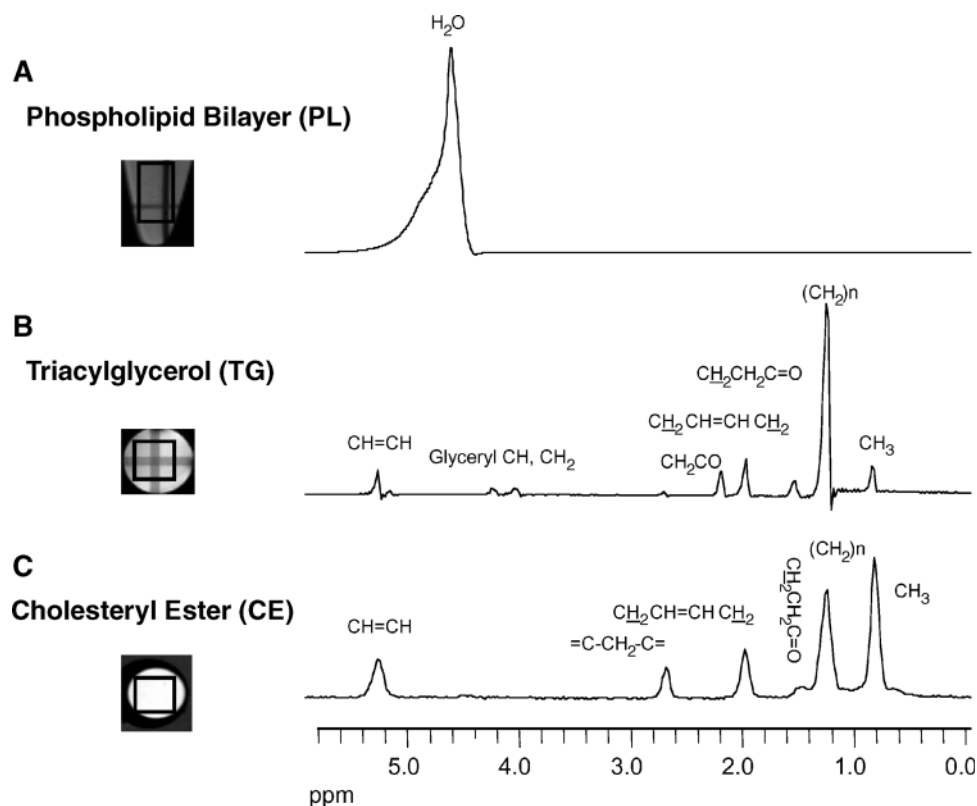 H₂O
A
Phospholipid Bilayer (PL)
(CH₂)n
B
Triacylglycerol (TG)
CH₂CH₂C=O
CH₂CH=CH CH₂
CH=CH
Glyceryl CH, CH₂
CH₂CO
CH₃
C
(CH₂)n
Cholesteryl Ester (CE)
CH₂CH₂C=O
CH₃
CH=CH
CH₂CH=CH CH₂
=C-CH₂-C=
5.0 4.0 3.0 2.0 1.0 0.0
ppm